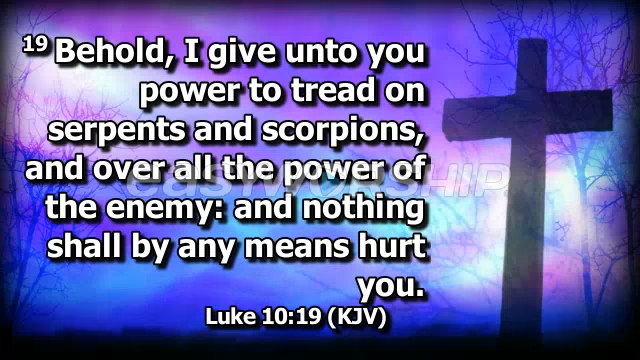 19 Behold, I give unto you
power to tread on
serpents and scorpions,
and over all the power of
the enemy: and nothing
shall by any means hurt
you.
Luke 10:19 (KJV)
EASYWORSHIP